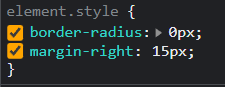 element.style {
border-radius: 0px;
margin-right: 15px;
}